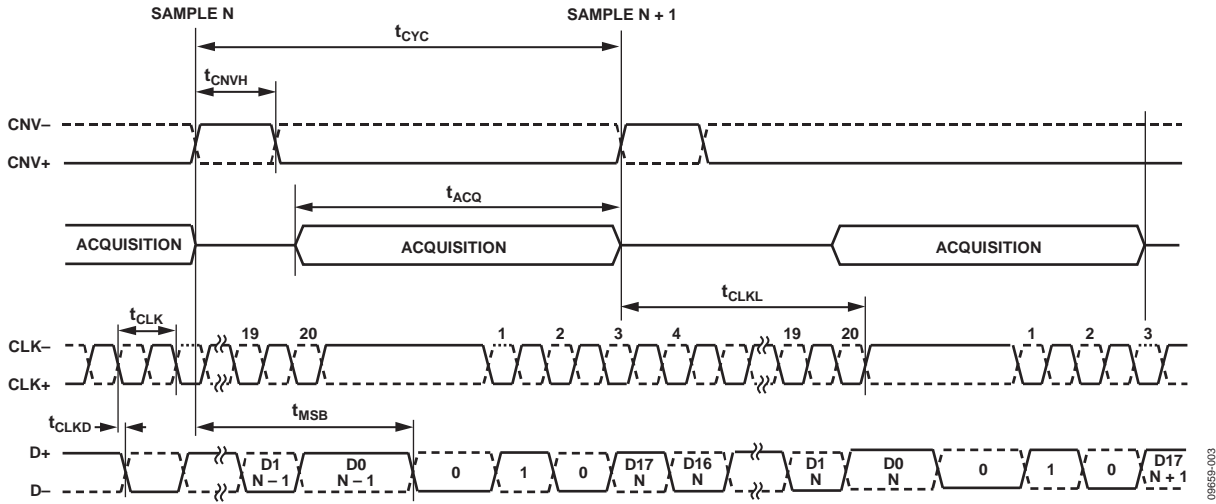 SAMPLE N SAMPLE N + 1
tCYC
tCNVH
CNV–
CNV+
tACQ
ACQUISITION ACQUISITION ACQUISITION
tCLK tCLKL
19 20 1 2 3 4 19 20 1 2 3
CLK–
CLK+
tCLKD tMSB
D+ D1 N – 1 D0 N – 1 0 1 0 D17 N D16 N D1 N D0 N 0 1 0 D17 N + 1
D–
09659-003